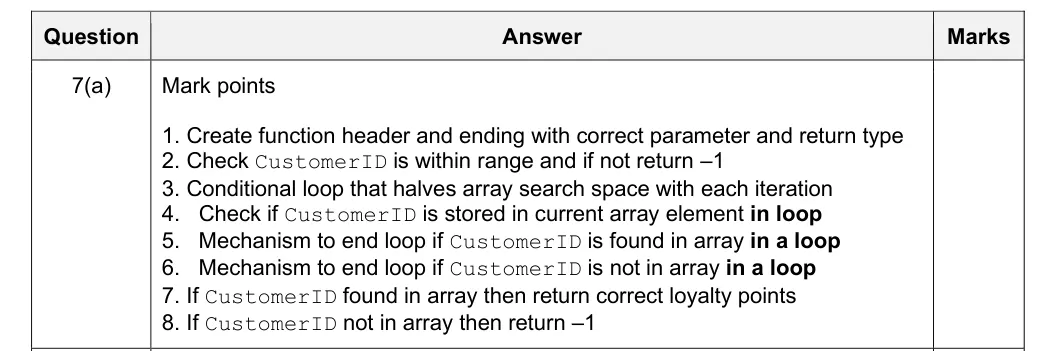 Question Answer Marks
7(a) Mark points
1. Create function header and ending with correct parameter and return type
2. Check CustomerID is within range and if not return –1
3. Conditional loop that halves array search space with each iteration
4. Check if CustomerID is stored in current array element in loop
5. Mechanism to end loop if CustomerID is found in array in a loop
6. Mechanism to end loop if CustomerID is not in array in a loop
7. If CustomerID found in array then return correct loyalty points
8. If CustomerID not in array then return –1